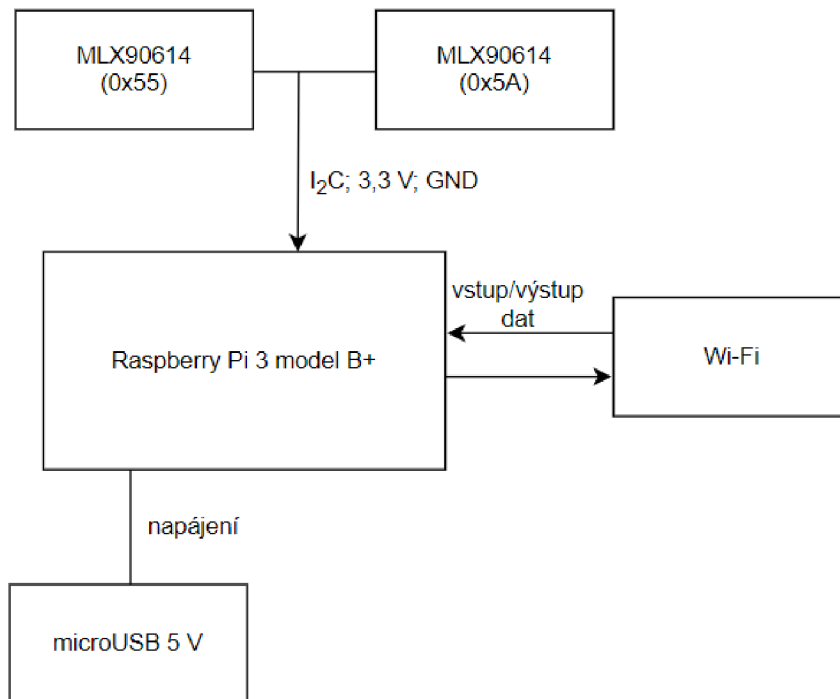 MLX90614
(0x55)
MLX90614
(0x5A)
I₂C; 3,3 V; GND
Raspberry Pi 3 model B+
vstup/výstup
dat
Wi-Fi
napájení
microUSB 5 V